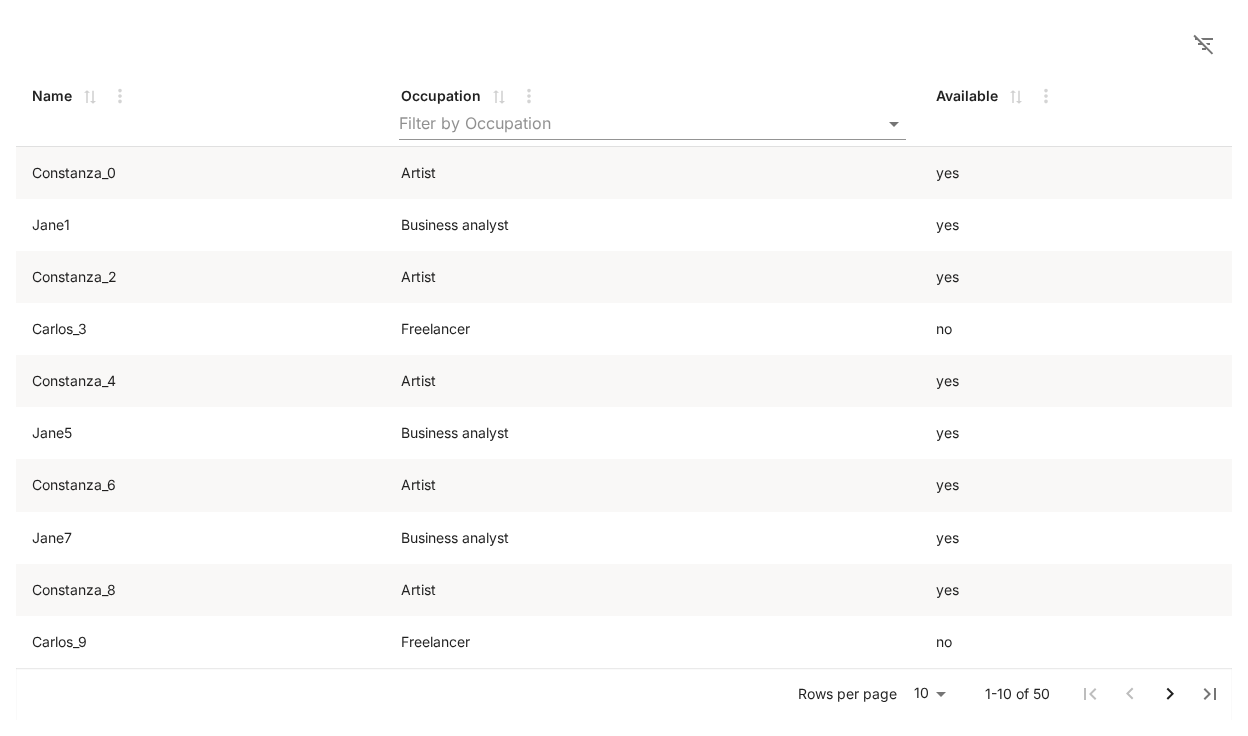 Name Occupation Available
Filter by Occupation
Constanza_0 Artist yes
Jane1 Business analyst yes
Constanza_2 Artist yes
Carlos_3 Freelancer no
Constanza_4 Artist yes
Jane5 Business analyst yes
Constanza_6 Artist yes
Jane7 Business analyst yes
Constanza_8 Artist yes
Carlos_9 Freelancer no
Rows per page 10 1-10 of 50